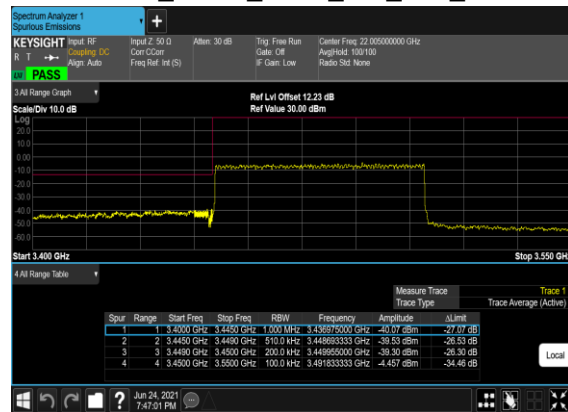 Spectrum Analyzer 1
Spurious Emissions
KEYSIGHT Input: RF Input Z: 50 Ω Atten: 30 dB Trig: Free Run Center Freq: 22.005000000 GHz
R T Coupling: DC Corr CCorr Gate: Off Avg|Hold: 100/100
Align: Auto Freq Ref: Int (S) IF Gain: Low Radio Std: None
PASS
3 All Range Graph Ref Lvl Offset 12.23 dB
Scale/Div 10.0 dB Ref Value 30.00 dBm
Log
20.0
10.0
0.00
-10.0
-20.0
-30.0
-40.0
-50.0
-60.0
Start 3.400 GHz Stop 3.550 GHz
4 All Range Table
Measure Trace Trace 1
Trace Type Trace Average (Active)
Spur Range Start Freq Stop Freq RBW Frequency Amplitude ΔLimit
1 1 3.4000 GHz 3.4450 GHz 1.000 MHz 3.436975000 GHz -40.07 dBm -27.07 dB
2 2 3.4450 GHz 3.4490 GHz 510.0 kHz 3.448693333 GHz -39.53 dBm -26.53 dB
3 3 3.4490 GHz 3.4500 GHz 200.0 kHz 3.449955000 GHz -39.30 dBm -26.30 dB
4 4 3.4500 GHz 3.5500 GHz 100.0 kHz 3.491833333 GHz -4.457 dBm -34.46 dB
Local
? Jun 24, 2021
7:47:01 PM